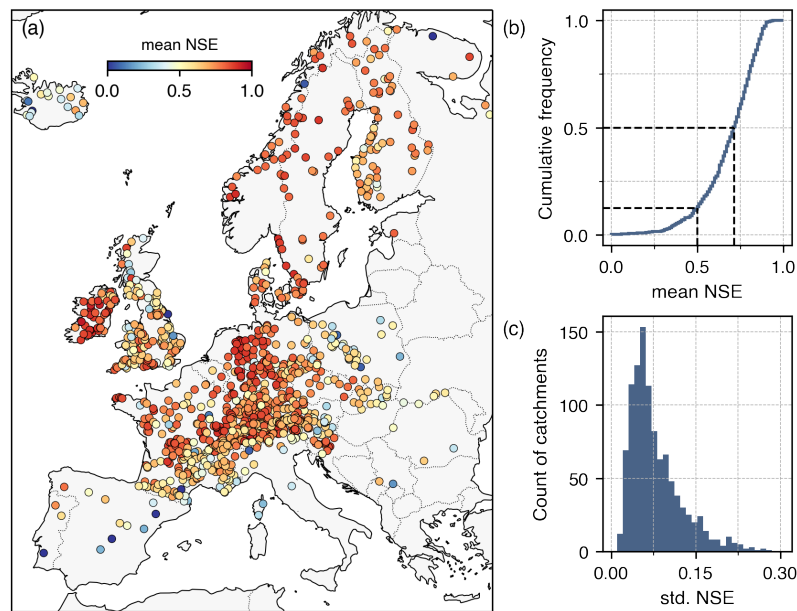 (a)
mean NSE
0.0 0.5 1.0
(b)
Cumulative frequency
1.0
0.5
0.0
0.0 0.5 1.0
mean NSE
(c)
Count of catchments
150
100
50
0
0.00 0.15 0.30
std. NSE